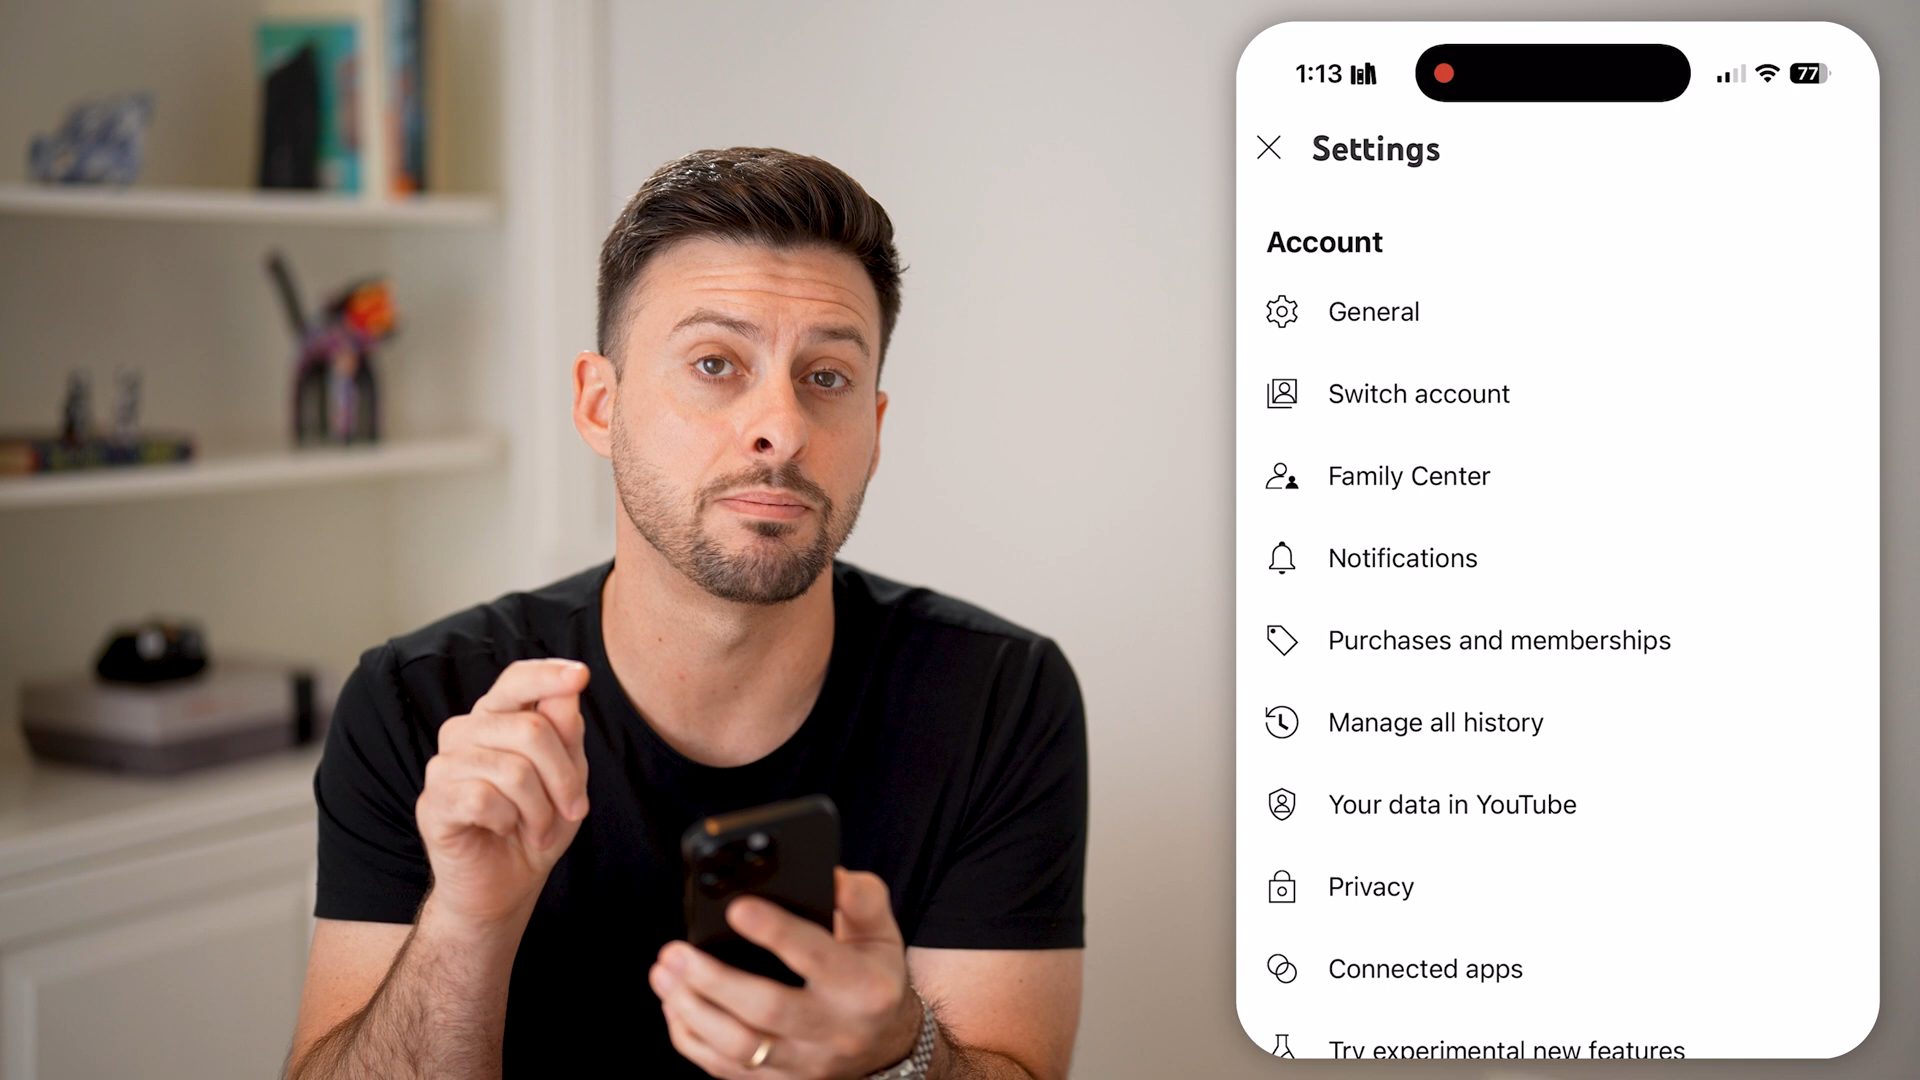 1:13
77
Settings
Account
General
Switch account
Family Center
Notifications
Purchases and memberships
Manage all history
Your data in YouTube
Privacy
Connected apps
Try experimental new features